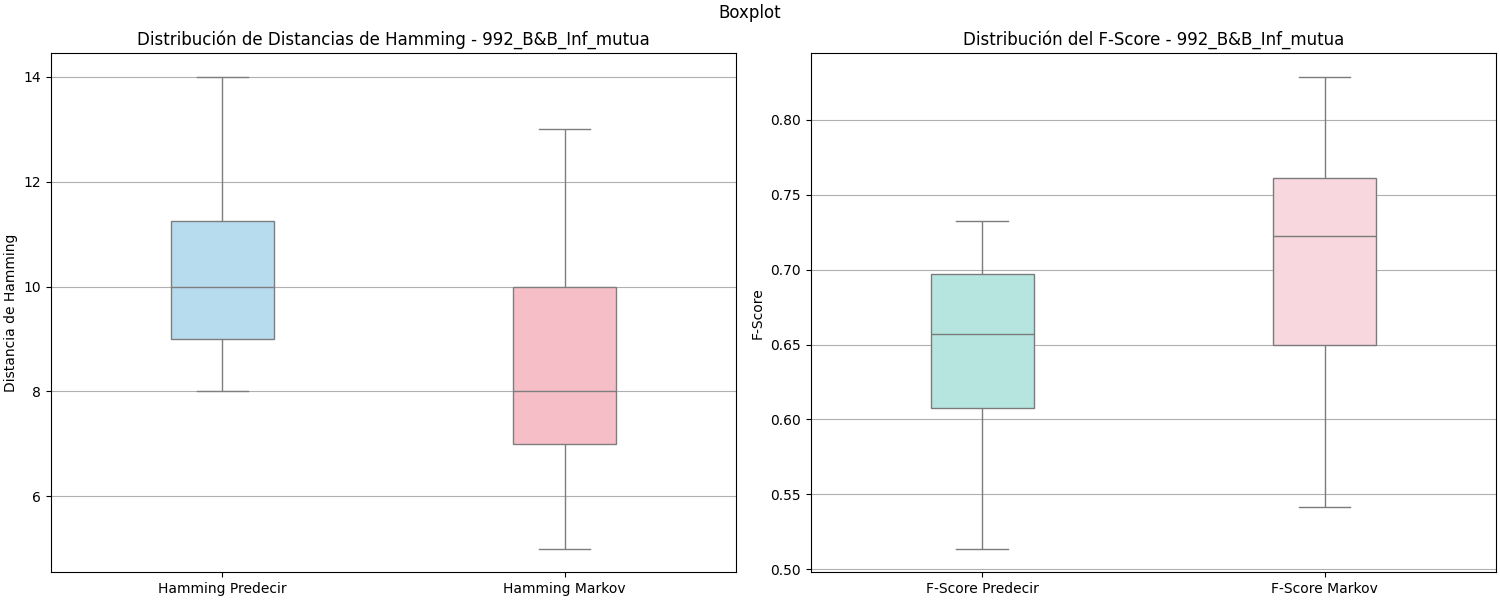 Boxplot
Distribución de Distancias de Hamming - 992_B&B_Inf_mutua
Distancia de Hamming
14
12
10
8
6
Hamming Predecir
Hamming Markov
Distribución del F-Score - 992_B&B_Inf_mutua
F-Score
0.80
0.75
0.70
0.65
0.60
0.55
0.50
F-Score Predecir
F-Score Markov